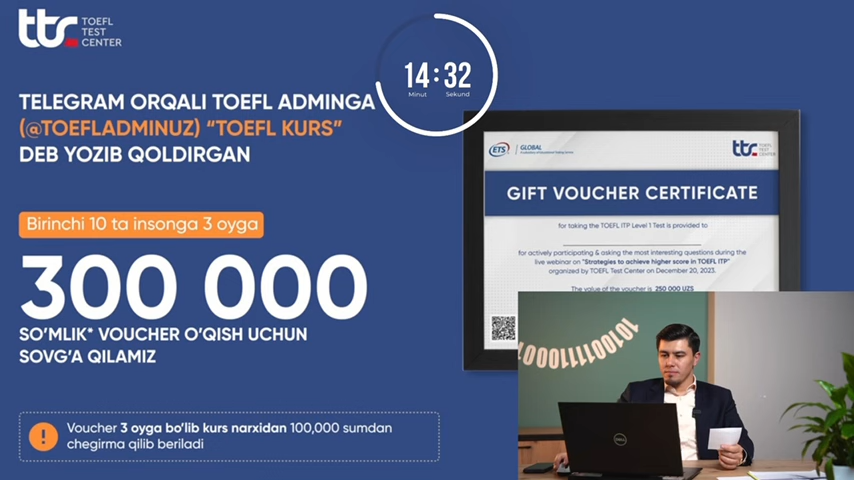 ttc TOEFL
TEST
CENTER
14:32
Minut Sekund
TELEGRAM ORQALI TOEFL ADMINGA
(@TOEFLADMINUZ) “TOEFL KURS”
DEB YOZIB QOLDIRGAN
Birinchi 10 ta insonga 3 oyga
300 000
SO’MLIK* VOUCHER O’QISH UCHUN
SOVG’A QILAMIZ
! Voucher 3 oyga bo’lib kurs narxidan 100,000 sumdan
chegirma qilib beriladi
ETS GLOBAL
ttc TOEFL
TEST
CENTER
GIFT VOUCHER CERTIFICATE
for taking the TOEFL ITP Level 1 Test is provided to
for actively participating & asking the most interesting questions during the
live webinar on "Strategies to achieve higher score in TOEFL ITP"
organized by TOEFL Test Center on December 20, 2023.
The value of the voucher is 250 000 UZS
DELL